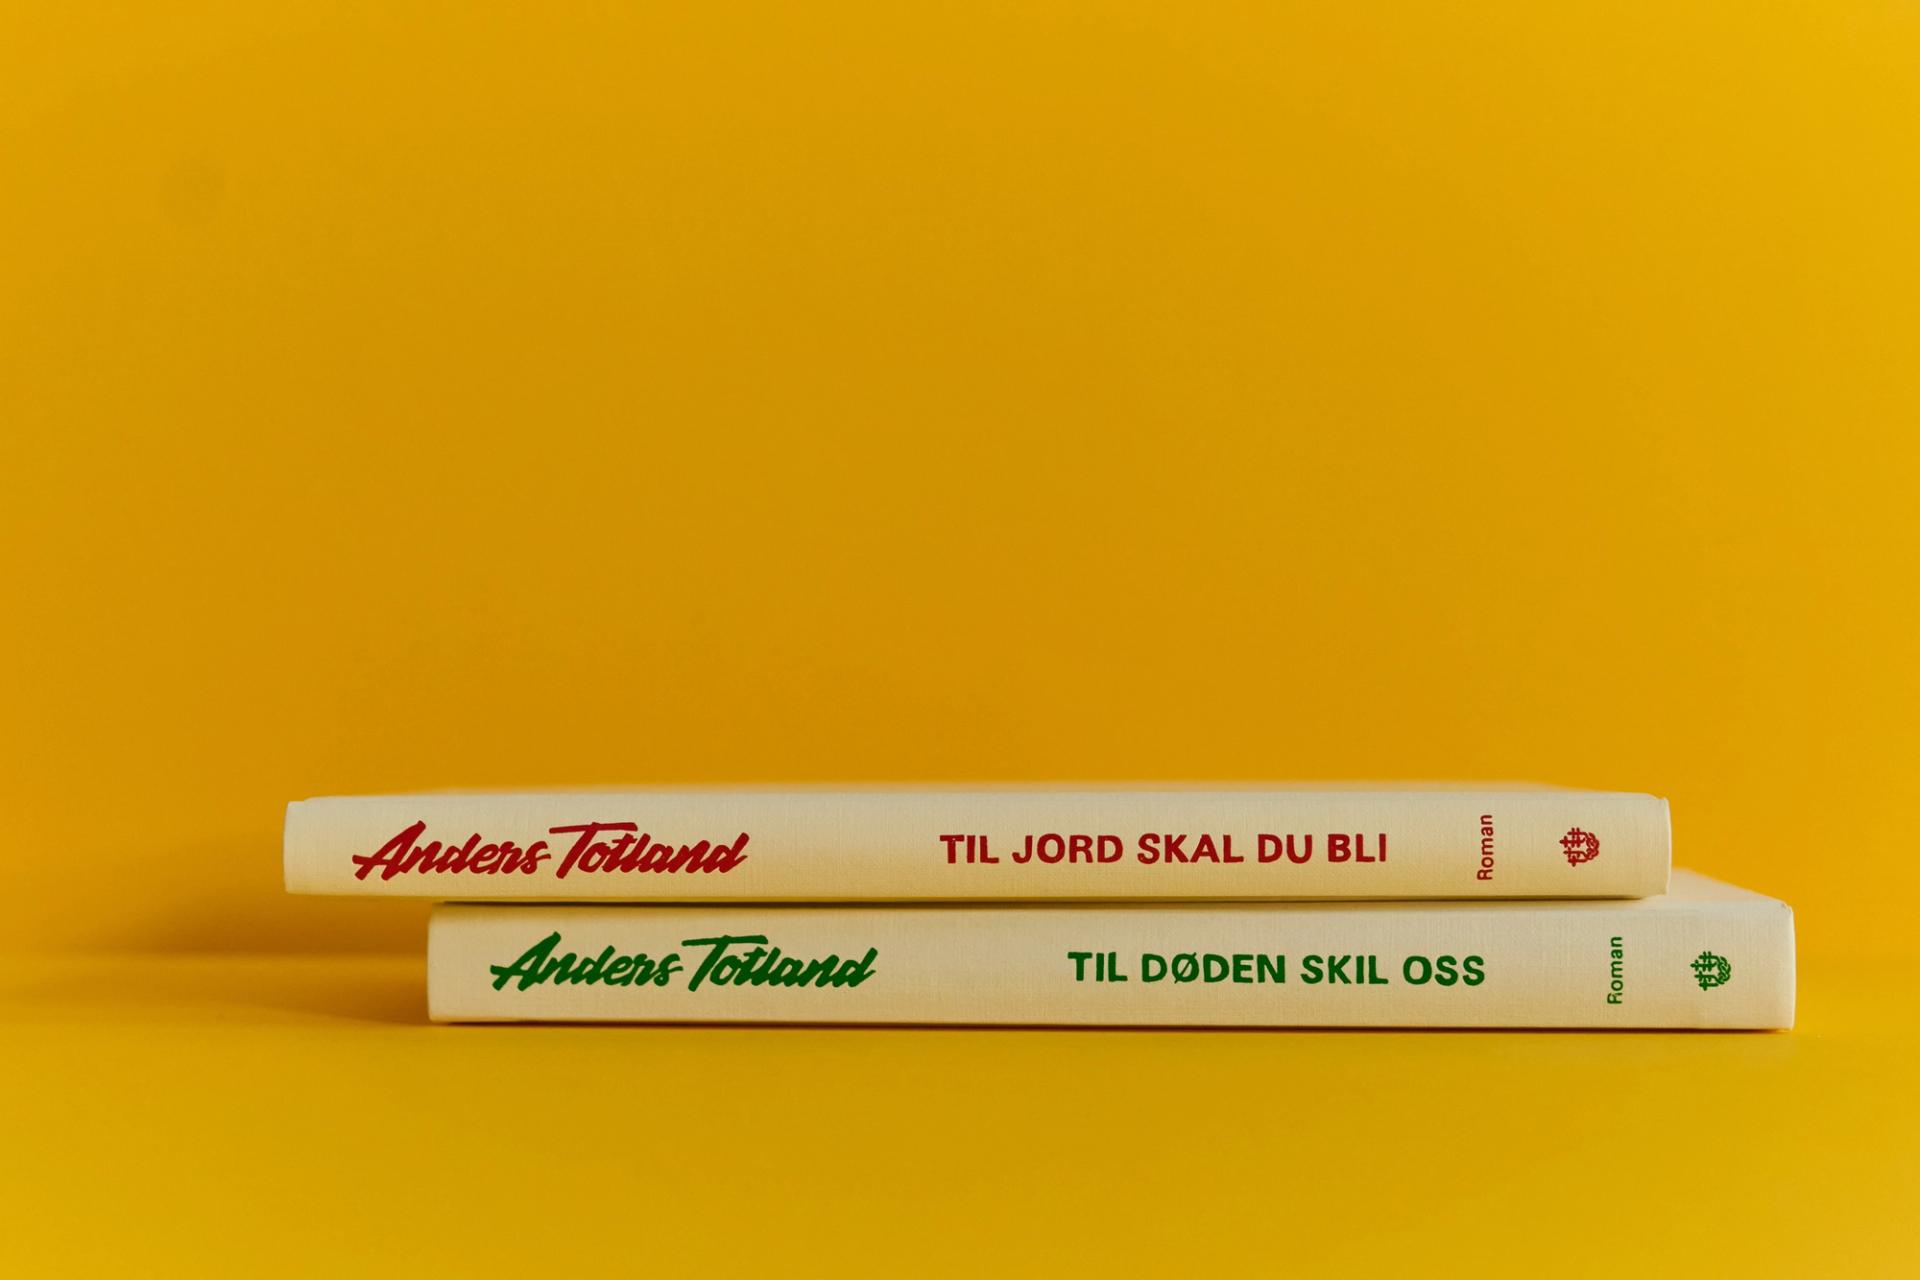 Anders Totland TIL JORD SKAL DU BLI Roman
Anders Totland TIL DØDEN SKIL OSS Roman